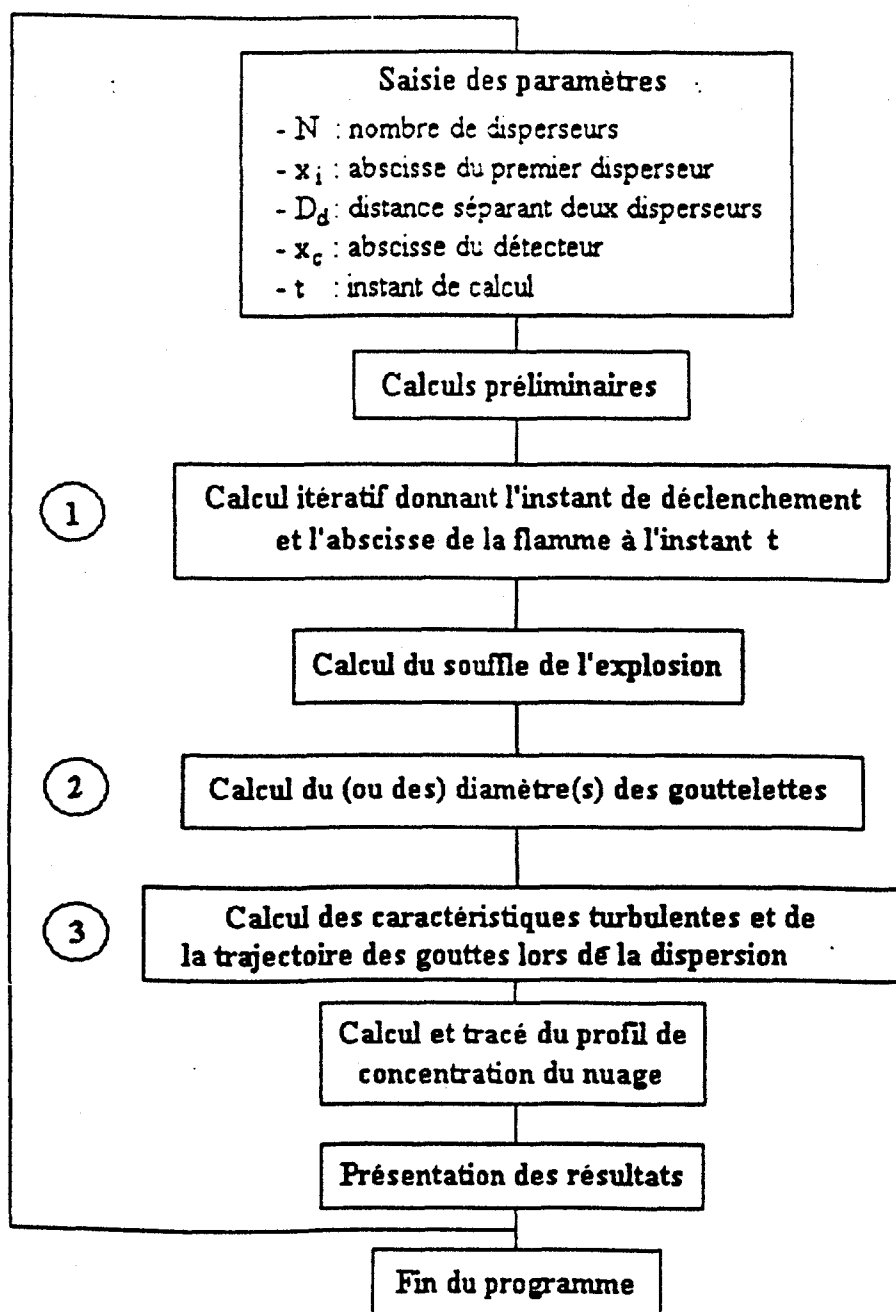 Saisie des paramètres
- N : nombre de disperseurs
- x i : abscisse du premier disperseur
- D d : distance séparant deux disperseurs
- x c : abscisse du détecteur
- t : instant de calcul
Calculs préliminaires
1
Calcul itératif donnant l'instant de déclenchement
et l'abscisse de la flamme à l'instant t
Calcul du souffle de l'explosion
2
Calcul du (ou des) diamètre(s) des gouttelettes
3
Calcul des caractéristiques turbulentes et de
la trajectoire des gouttes lors de la dispersion
Calcul et tracé du profil de
concentration du nuage
Présentation des résultats
Fin du programme